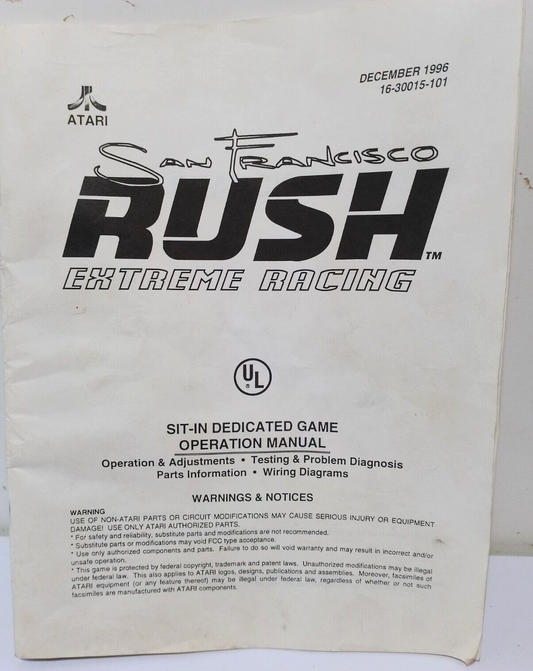 DECEMBER 1996
16-30015-101
ATARI
SAN FRANCISCO
RUSH™
EXTREME RACING
UL
®
SIT-IN DEDICATED GAME
OPERATION MANUAL
Operation & Adjustments • Testing & Problem Diagnosis
Parts Information • Wiring Diagrams
WARNINGS & NOTICES
WARNING
USE OF NON-ATARI PARTS OR CIRCUIT MODIFICATIONS MAY CAUSE SERIOUS INJURY OR EQUIPMENT
DAMAGE! USE ONLY ATARI AUTHORIZED PARTS.
* For safety and reliability, substitute parts and modifications are not recommended.
* Substitute parts or modifications may void FCC type acceptance.
* Use only authorized components and parts. Failure to do so will void warranty and may result in incorrect and/or
unsafe operation.
* This game is protected by federal copyright, trademark and patent laws. Unauthorized modifications may be illegal
under federal law. This also applies to ATARI logos, designs, publications and assemblies. Moreover, facsimiles of
ATARI equipment (or any feature thereof) may be illegal under federal law, regardless of whether or not such
facsimiles are manufactured with ATARI components.